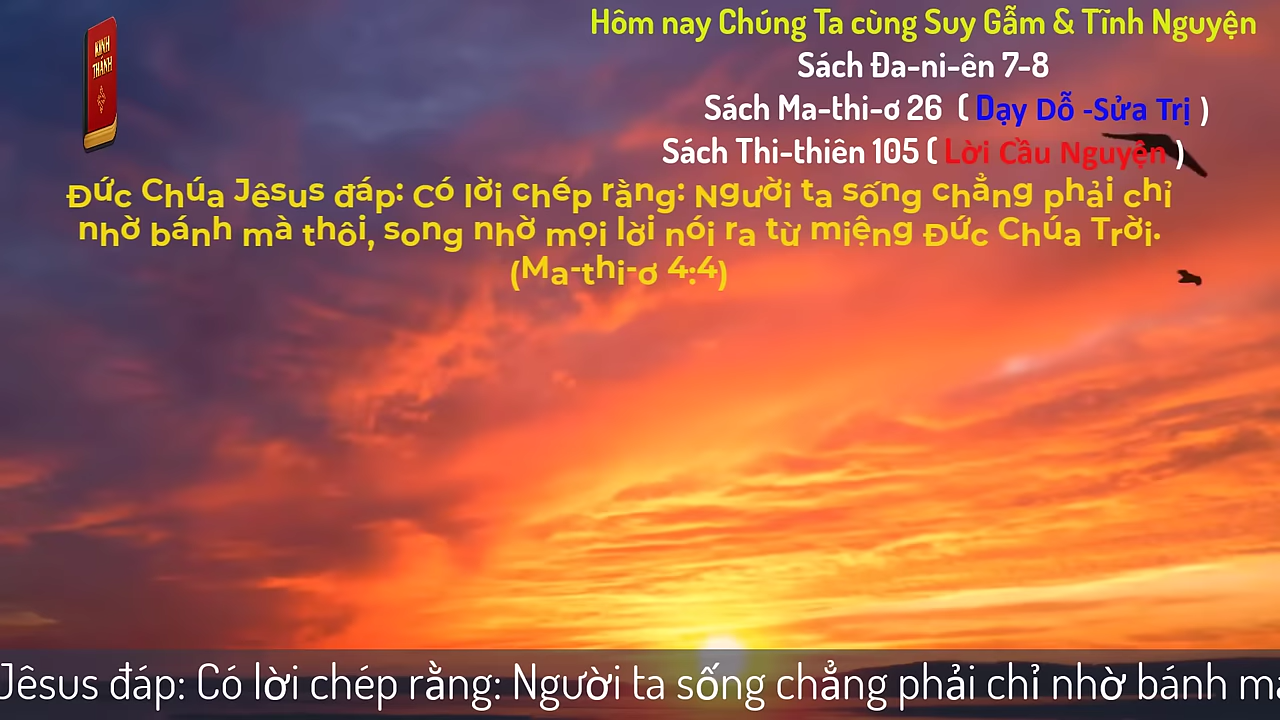 KINH
THÁNH
Hôm nay Chúng Ta cùng Suy Gẫm & Tĩnh Nguyện
Sách Đa-ni-ên 7-8
Sách Ma-thi-ơ 26 ( Dạy Dỗ -Sửa Trị )
Sách Thi-thiên 105 ( Lời Cầu Nguyện )
Đức Chúa Jêsus đáp: Có lời chép rằng: Người ta sống chẳng phải chỉ
nhờ bánh mà thôi, song nhờ mọi lời nói ra từ miệng Đức Chúa Trời.
(Ma-thi-ơ 4:4)
Jêsus đáp: Có lời chép rằng: Người ta sống chẳng phải chỉ nhờ bánh mà